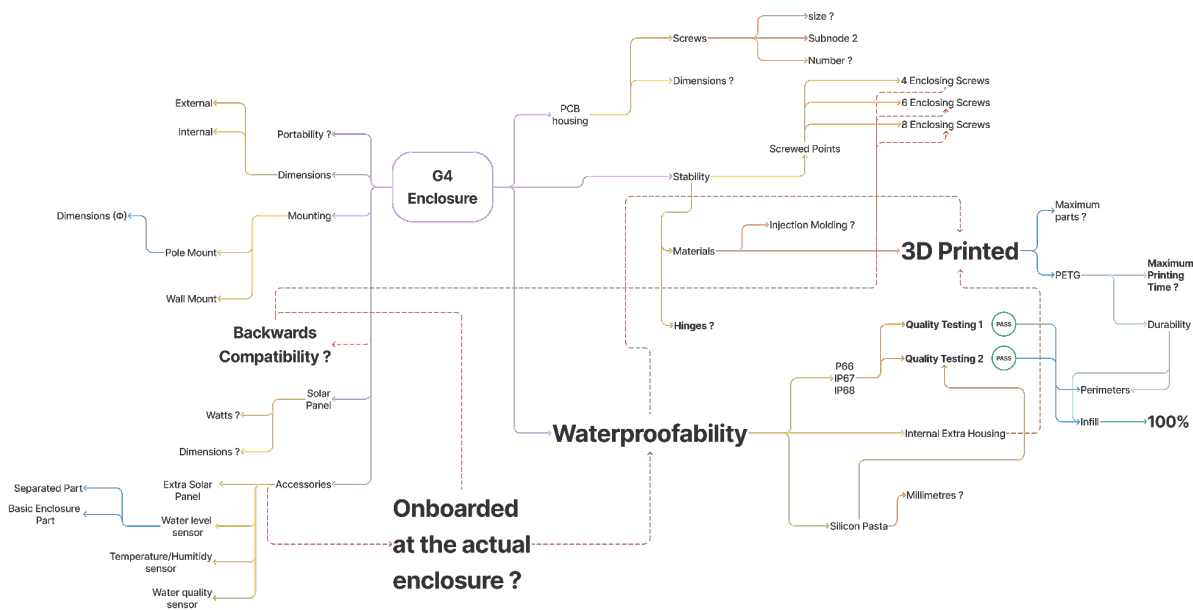 size ?
Screws
Subnode 2
Number ?
Dimensions ?
4 Enclosing Screws
External
6 Enclosing Screws
PCB
housing
8 Enclosing Screws
Internal
Portability ?
Screwed Points
G4
Enclosure
Dimensions
Stability
Dimensions (Φ)
Mounting
Maximum
parts ?
Injection Molding ?
Pole Mount
Materials
3D Printed
Maximum
Printing
Time ?
PETG
Wall Mount
Hinges ?
Quality Testing 1
PASS
Durability
Backwards
Compatibility ?
Quality Testing 2
PASS
P66
IP67
IP68
Perimeters
Solar
Panel
Watts ?
Infill
100%
Waterproofability
Internal Extra Housing
Dimensions ?
Separated Part
Extra Solar
Panel
Accessories
Millimetres ?
Basic Enclosure
Part
Onboarded
at the actual
enclosure ?
Water level
sensor
Silicon Pasta
Temperature/Humitidy
sensor
Water quality
sensor